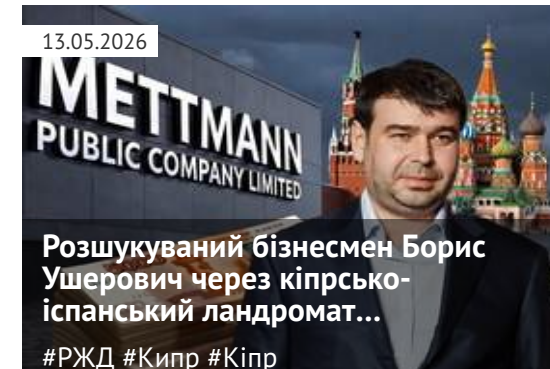 13.05.2026
METTMANN
PUBLIC COMPANY LIMITED
Розшукуваний бізнесмен Борис
Ушерович через кіпрсько-
іспанський ландромат...
#РЖД #Кипр #Кіпр